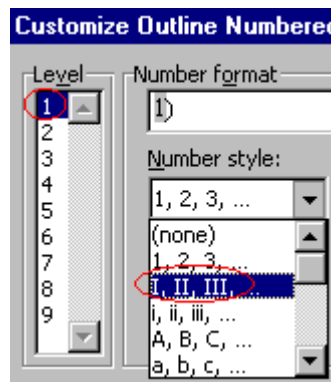 Customize Outline Numbered
Level
Number format
1
1)
2
3
Number style:
4
5
1, 2, 3, ...
6
(none)
7
1, 2, 3, ...
8
I, II, III, ...
9
i, ii, iii, ...
A, B, C, ...
a, b, c, ...